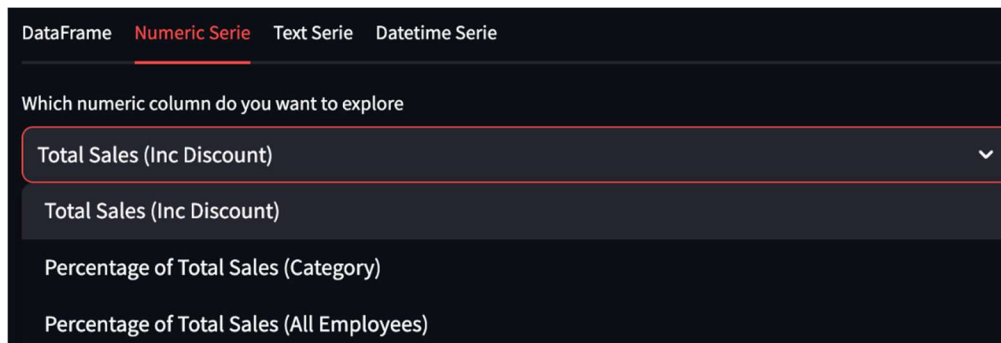 DataFrame Numeric Serie Text Serie Datetime Serie
Which numeric column do you want to explore
Total Sales (Inc Discount)
Total Sales (Inc Discount)
Percentage of Total Sales (Category)
Percentage of Total Sales (All Employees)